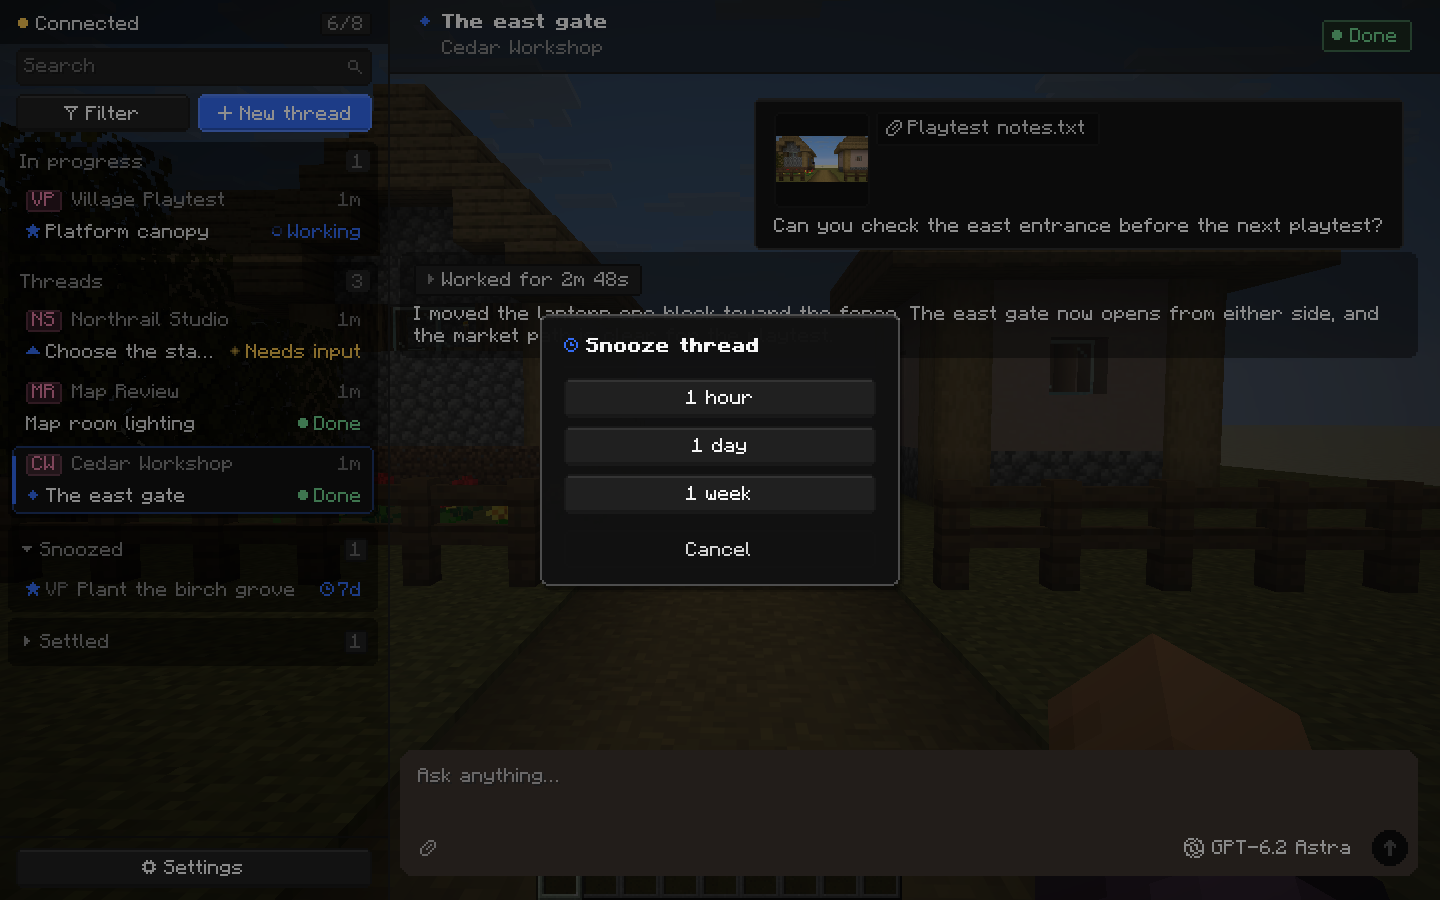 Connected
6/8
Search
Filter
New thread
In progress
1
VP Village Playtest
1m
Platform canopy
Working
Threads
3
NS Northrail Studio
1m
Choose the sta...
Needs input
MR Map Review
1m
Map room lighting
Done
CW Cedar Workshop
1m
The east gate
Done
Snoozed
1
VP Plant the birch grove
7d
Settled
1
Settings
The east gate
Cedar Workshop
Done
Playtest notes.txt
Can you check the east entrance before the next playtest?
Worked for 2m 48s
I moved the lantern one block toward the fence. The east gate now opens from either side, and
the market
Snooze thread
1 hour
1 day
1 week
Cancel
Ask anything...
GPT-6.2 Astra